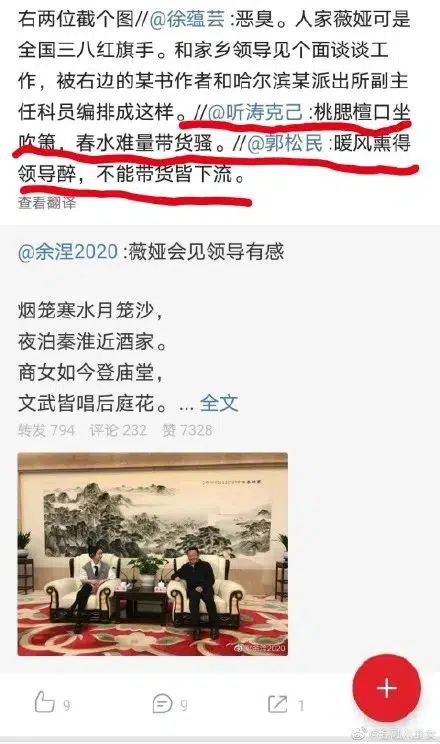 右两位截个图//@徐蕴芸:恶臭。人家薇娅可是
全国三八红旗手。和家乡领导见个面谈谈工
作，被右边的某书作者和哈尔滨某派出所副主
任科员编排成这样。//@听涛克己:桃腮檀口坐
吹箫，春水难量带货骚。//@郭松民:暖风熏得
领导醉，不能带货皆下流。
查看翻译
@余涅2020:薇娅会见领导有感
烟笼寒水月笼沙，
夜泊秦淮近酒家。
商女如今登庙堂，
文武皆唱后庭花。... 全文
转发 794 评论 232 赞 7328
@余涅2020
9 9 1